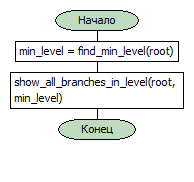 Начало
min_level = find_min_level(root)
show_all_branches_in_level(root,
min_level)
Конец